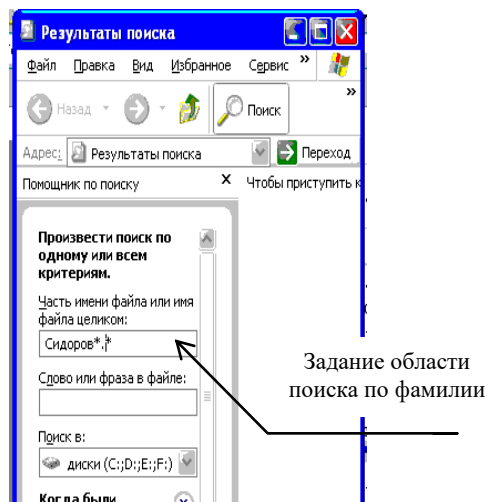 Результаты поиска
Файл Правка Вид Избранное Сервис »
Назад Поиск »
Адрес: Результаты поиска Переход
Помощник по поиску x Чтобы приступить к
Произвести поиск по
одному или всем
критериям.
Часть имени файла или имя
файла целиком:
Сидоров*.*
Слово или фраза в файле:
Поиск в:
диски (C:;D:;E:;F:)
Когда были
Задание области
поиска по фамилии